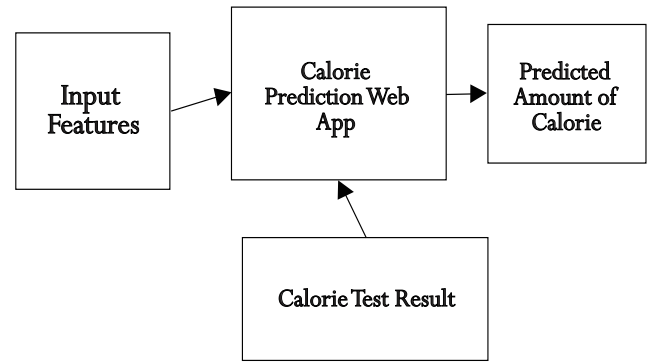 Input
Features
Calorie
Prediction Web
App
Predicted
Amount of
Calorie
Calorie Test Result